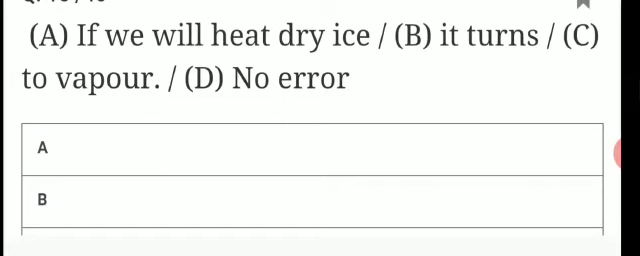 (A) If we will heat dry ice / (B) it turns / (C)
to vapour. / (D) No error
A
B